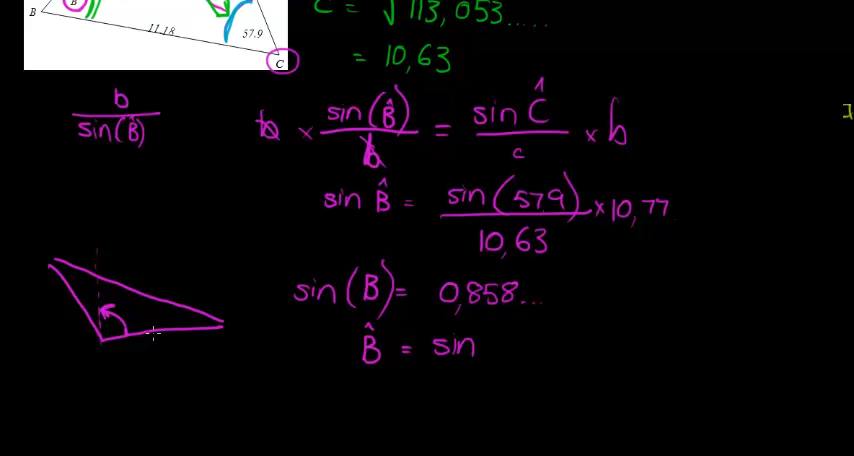 C = √113,053.....
B
B
11.18
57.9
C
= 10,63
b / sin(B̂)
b × sin(B̂) / b = sin Ĉ / c × b
sin B̂ = sin(57,9) / 10,63 × 10,77
sin(B) = 0,858...
B̂ = sin